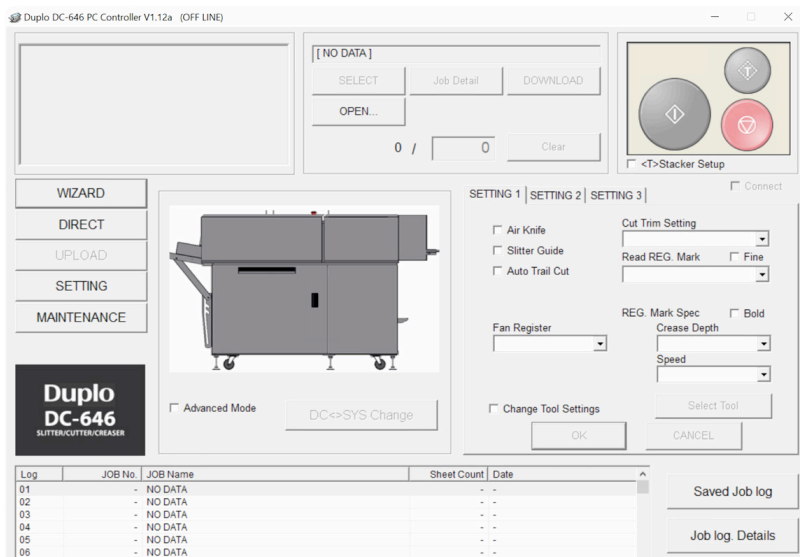 Duplo DC-646 PC Controller V1.12a (OFF LINE)
[ NO DATA ]
SELECT Job Detail DOWNLOAD
OPEN...
0 / 0 Clear
<T>Stacker Setup
Connect
WIZARD
DIRECT
UPLOAD
SETTING
MAINTENANCE
Duplo
DC-646
SLITTER/CUTTER/CREASER
Advanced Mode
DC<>SYS Change
SETTING 1 SETTING 2 SETTING 3
Air Knife
Slitter Guide
Auto Trail Cut
Cut Trim Setting
Read REG. Mark Fine
REG. Mark Spec Bold
Fan Register
Crease Depth
Speed
Change Tool Settings
Select Tool
OK CANCEL
Log JOB No. JOB Name Sheet Count Date
01 - NO DATA - -
02 - NO DATA - -
03 - NO DATA - -
04 - NO DATA - -
05 - NO DATA - -
06 - NO DATA - -
Saved Job log
Job log. Details